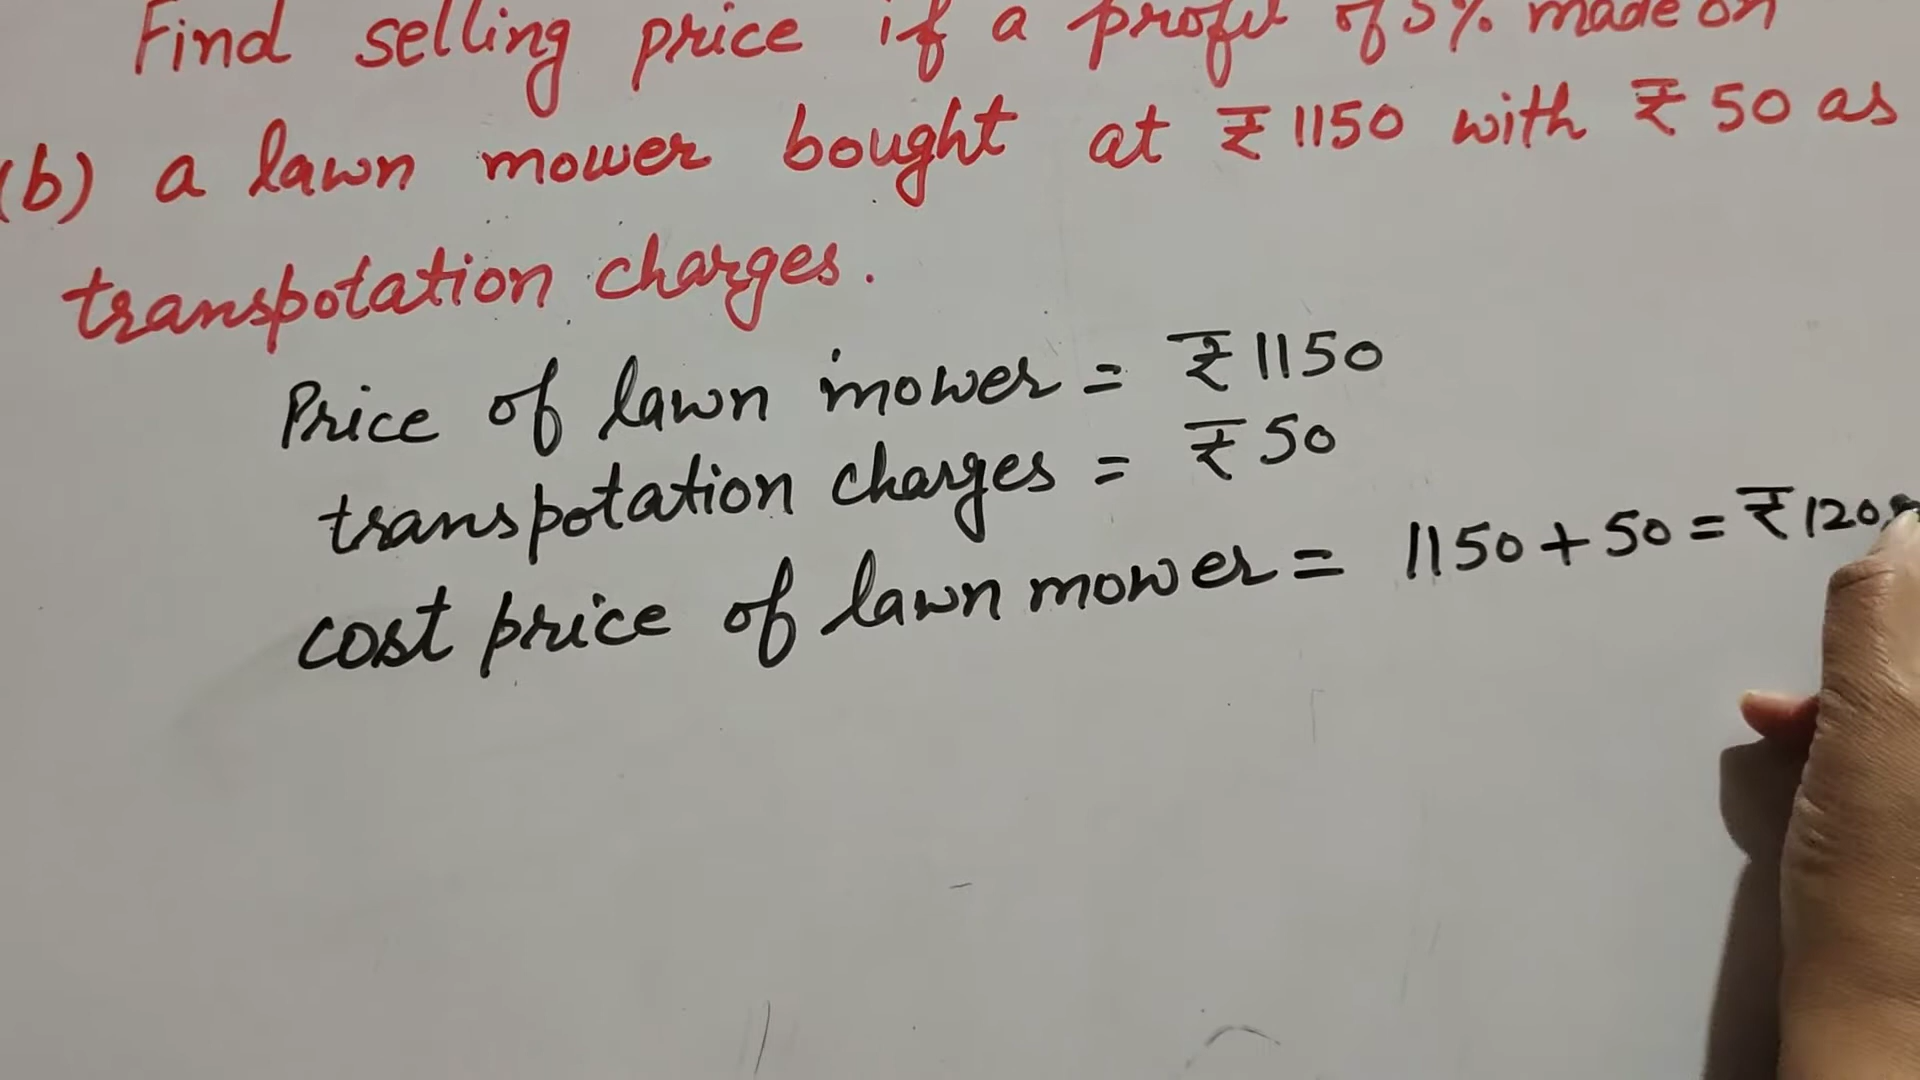 Find selling price if a profit of 5% made on
(b) a lawn mower bought at ₹1150 with ₹50 as
transpotation charges.
Price of lawn mower = ₹1150
transpotation charges = ₹50
cost price of lawn mower = 1150+50=₹120